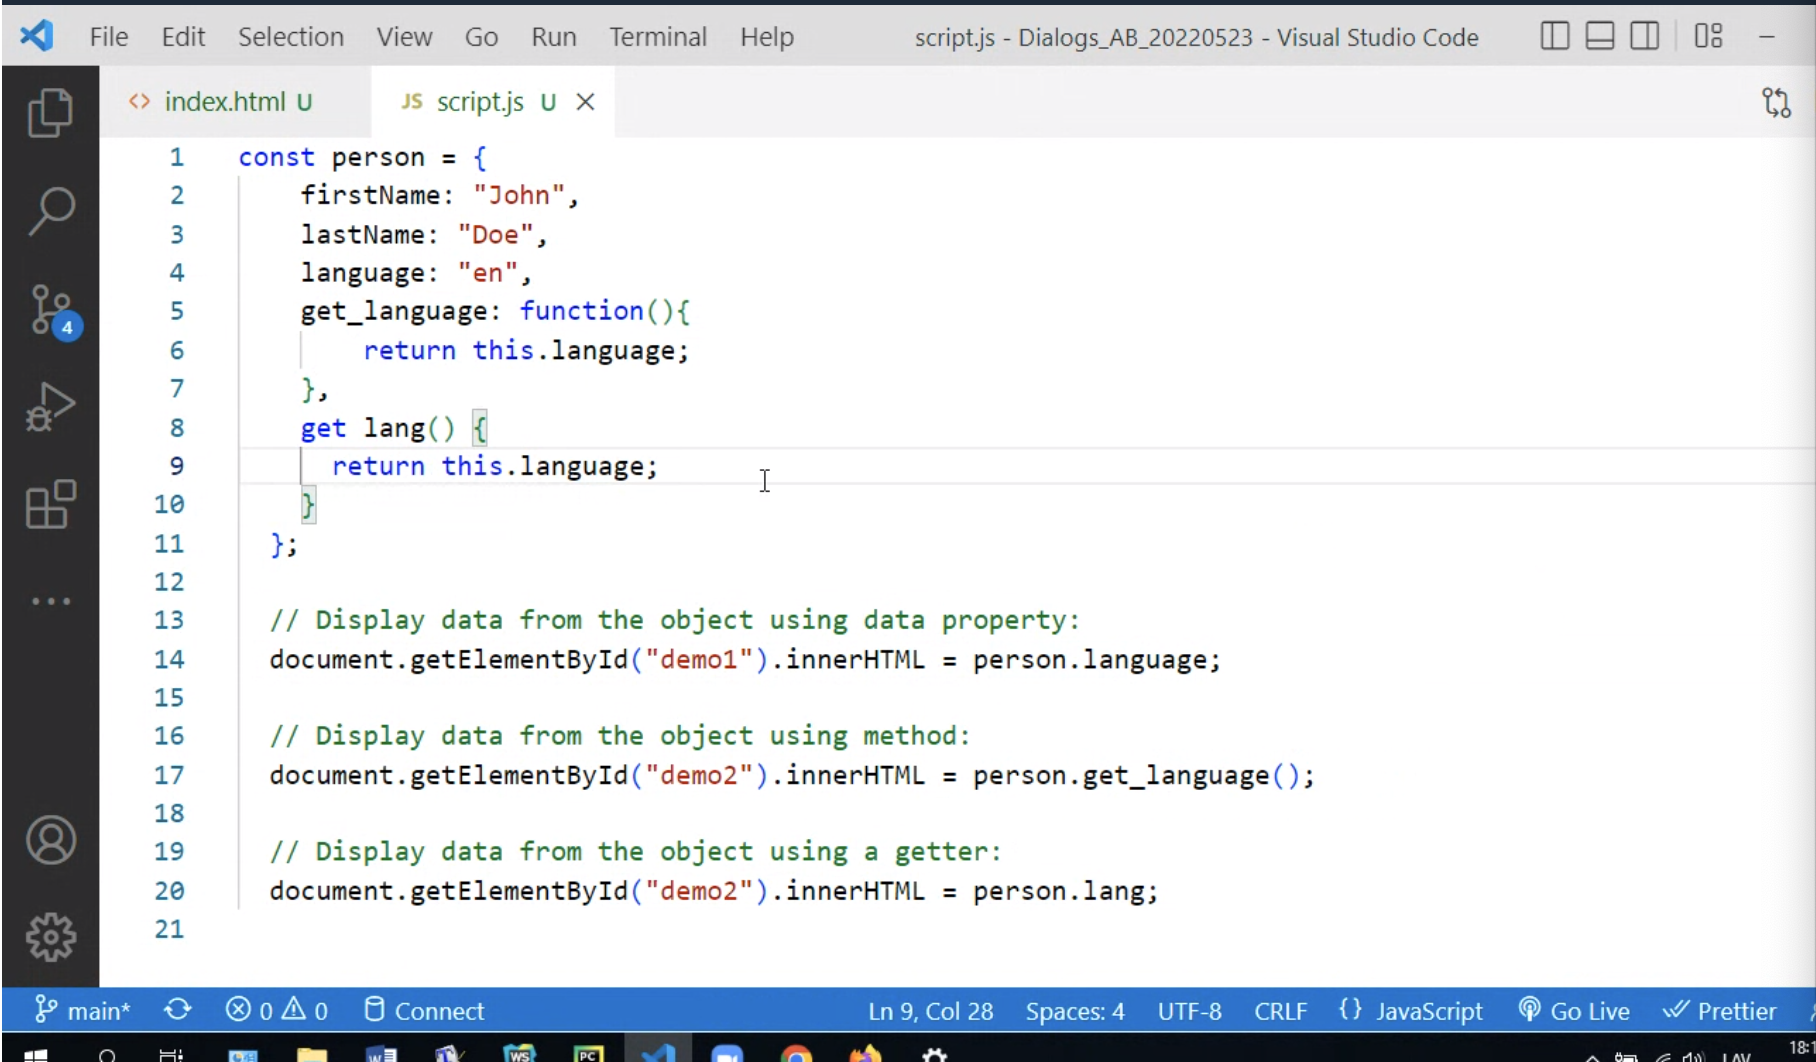 File Edit Selection View Go Run Terminal Help script.js - Dialogs_AB_20220523 - Visual Studio Code
index.html U JS script.js U
1 const person = {
2 firstName: "John",
3 lastName: "Doe",
4 language: "en",
5 get_language: function(){
6 return this.language;
7 },
8 get lang() {
9 return this.language;
10 }
11 };
12
13 // Display data from the object using data property:
14 document.getElementById("demo1").innerHTML = person.language;
15
16 // Display data from the object using method:
17 document.getElementById("demo2").innerHTML = person.get_language();
18
19 // Display data from the object using a getter:
20 document.getElementById("demo2").innerHTML = person.lang;
21
4
main* 0 0 Connect Ln 9, Col 28 Spaces: 4 UTF-8 CRLF {} JavaScript Go Live Prettier
WS PC LAV